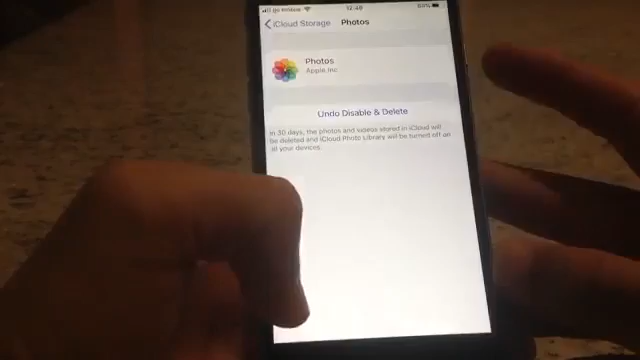 12:48
iCloud Storage Photos
Photos
Apple Inc
Undo Disable & Delete
In 30 days, the photos and videos stored in iCloud will
be deleted and iCloud Photo Library will be turned off on
all your devices.